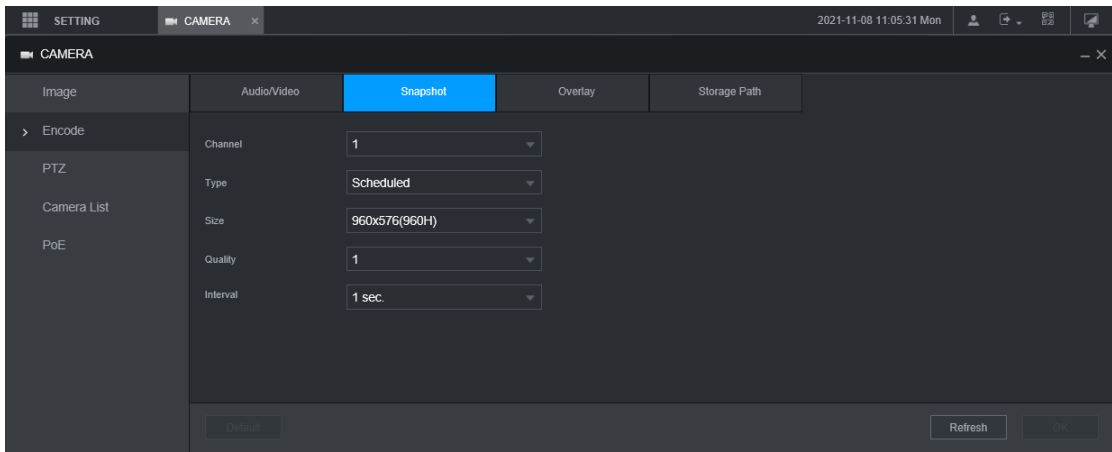 SETTING
CAMERA ×
2021-11-08 11:05:31 Mon
CAMERA
Image
Encode
PTZ
Camera List
PoE
Audio/Video
Snapshot
Overlay
Storage Path
Channel
1
Type
Scheduled
Size
960x576(960H)
Quality
1
Interval
1 sec.
Default
Refresh
OK